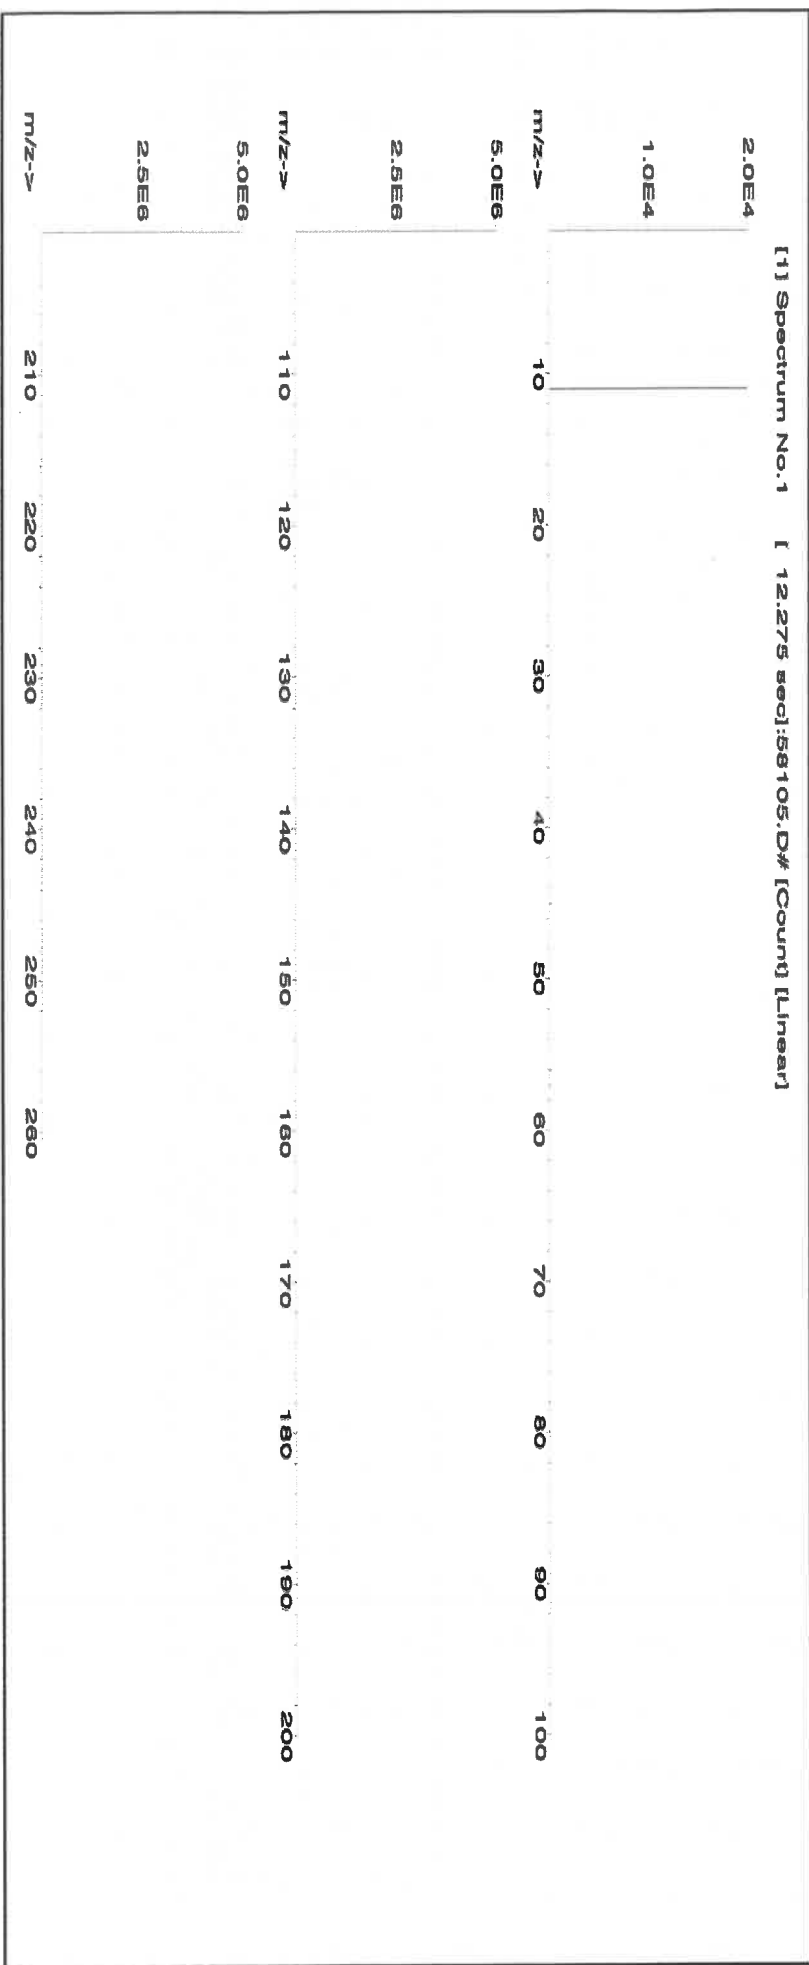 [1] Spectrum No.1 [ 12.275 sec]:58105.D# [Count] [Linear]
2.0E4
1.0E4
m/z-> 10 20 30 40 50 60 70 80 90 100
5.0E6
2.5E6
m/z-> 110 120 130 140 150 160 170 180 190 200
5.0E6
2.5E6
m/z-> 210 220 230 240 250 260